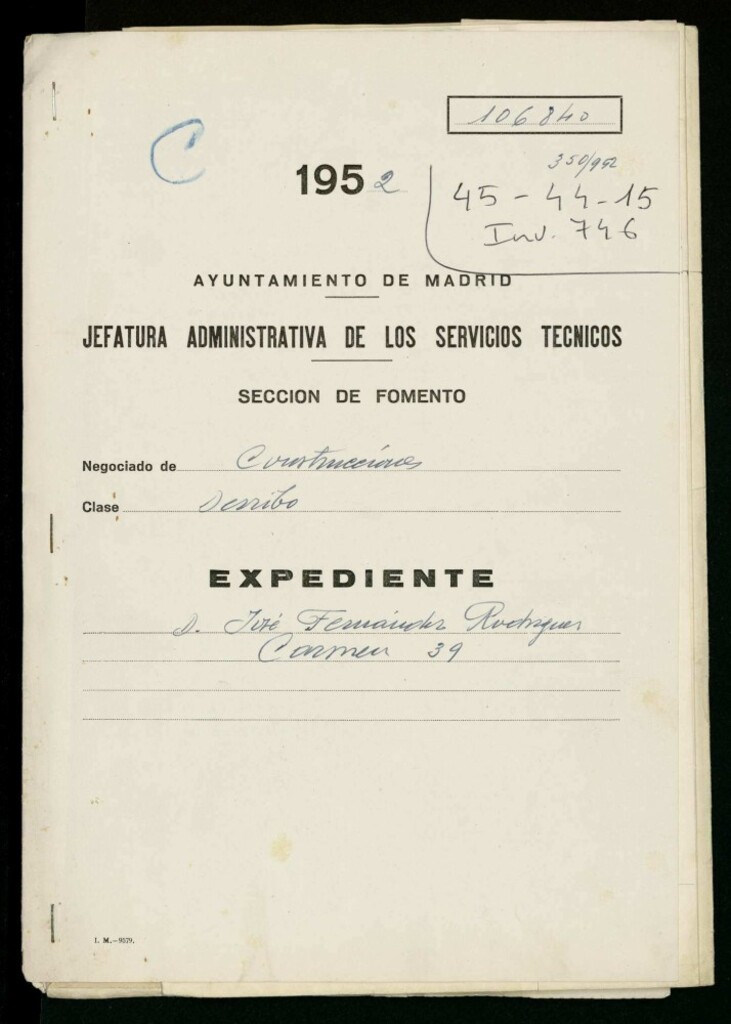 106840
C
1952
350/952
45-44-15
Inv. 746
AYUNTAMIENTO DE MADRID
JEFATURA ADMINISTRATIVA DE LOS SERVICIOS TECNICOS
SECCION DE FOMENTO
Negociado de Construcciones
Clase Derribo
EXPEDIENTE
D. José Fernández Rodriguez
Carmen 39
I. M.—9579.